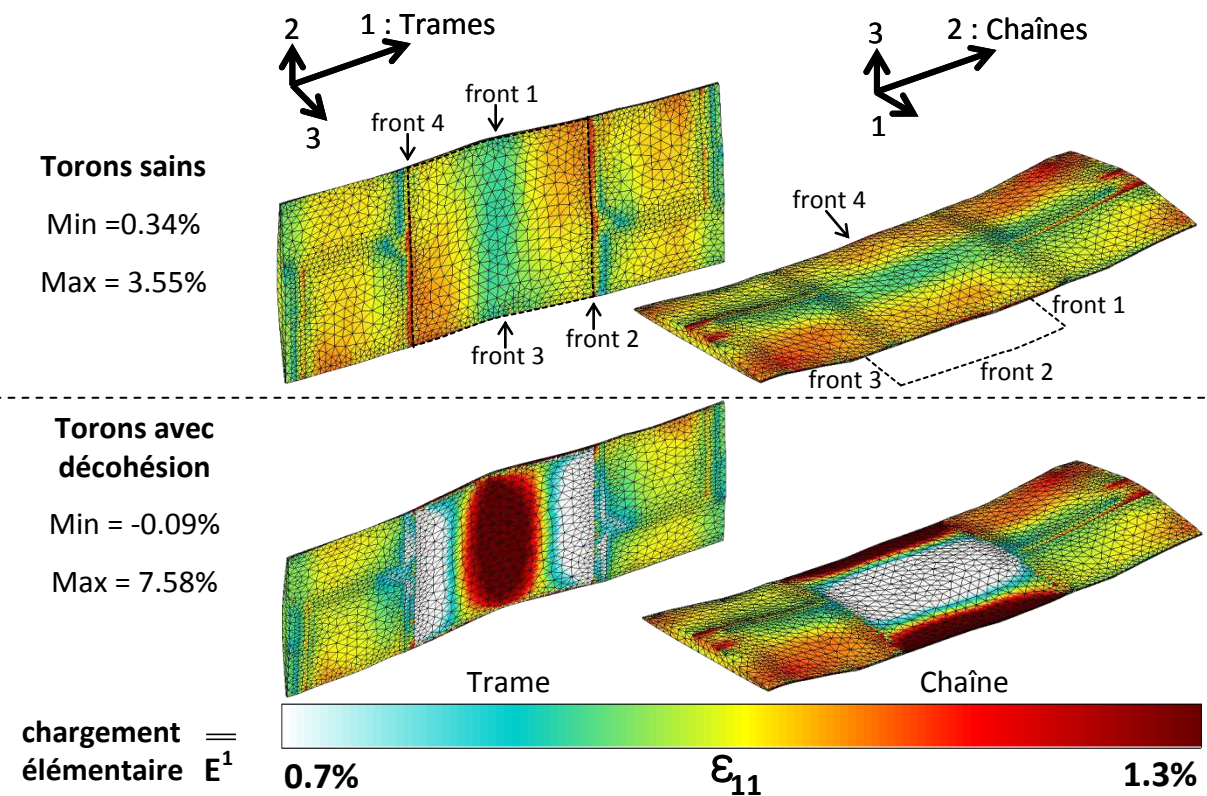 2
1 : Trames
3
3
2 : Chaînes
1
Torons sains
Min =0.34%
Max = 3.55%
front 1
front 4
front 3
front 2
front 4
front 1
front 2
front 3
Torons avec
décohésion
Min = -0.09%
Max = 7.58%
Trame
Chaîne
chargement
élémentaire E¹
0.7%
ε₁₁
1.3%